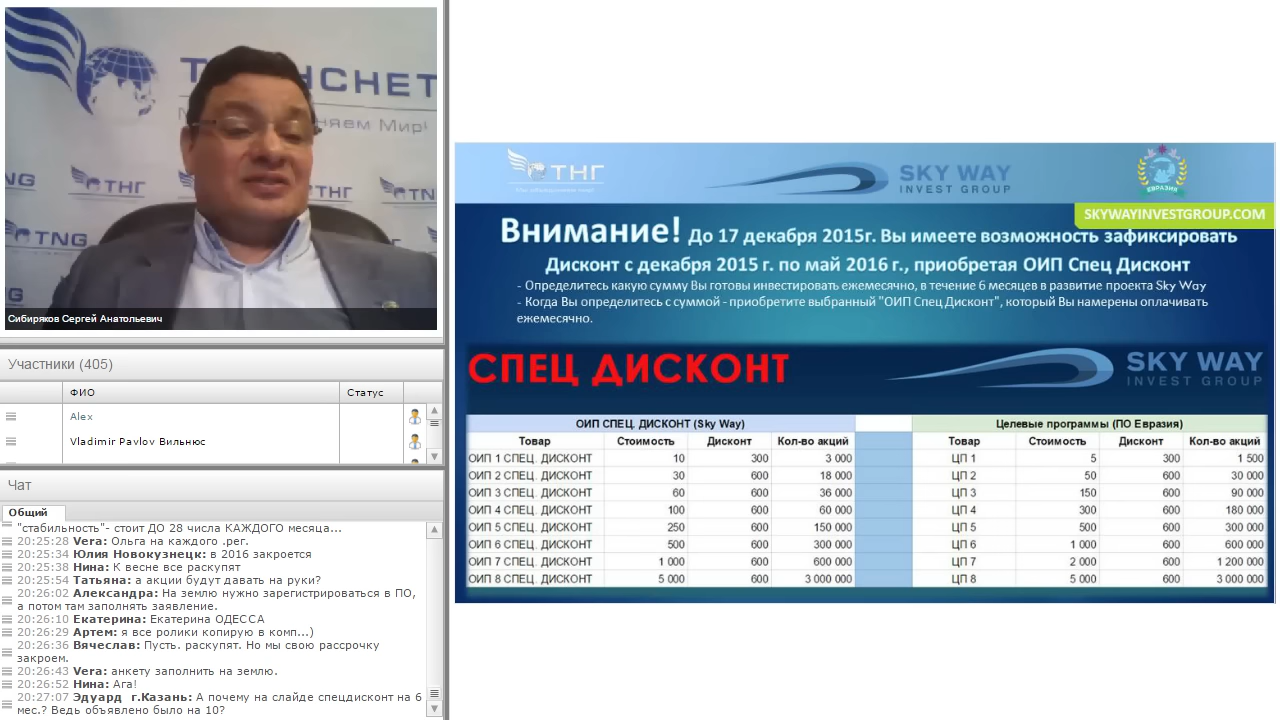 ТНГ
TNG
ТНГ
TNG
TNG
Сибиряков Сергей Анатольевич
Участники (405)
ФИО Статус
Alex
Vladimir Pavlov Вильнюс
Чат
Общий
"стабильность"- стоит ДО 28 числа КАЖДОГО месяца...
20:25:28 Vera: Ольга на каждого .рег.
20:25:34 Юлия Новокузнецк: в 2016 закроется
20:25:38 Нина: К весне все раскупят
20:25:54 Татьяна: а акции будут давать на руки?
20:26:02 Александра: На землю нужно зарегистрироваться в ПО,
а потом там заполнять заявление.
20:26:10 Екатерина: Екатерина ОДЕССА
20:26:29 Артем: я все ролики копирую в комп...)
20:26:36 Вячеслав: Пусть. раскупят. Но мы свою рассрочку
закроем.
20:26:43 Vera: анкету заполнить на землю.
20:26:52 Нина: Ага!
20:27:07 Эдуард г.Казань: А почему на слайде спецдисконт на 6
мес.? Ведь объявлено было на 10?
ТНГ
SKY WAY
INVEST GROUP
ЕВРАЗИЯ
SKYWAYINVESTGROUP.COM
Внимание! До 17 декабря 2015г. Вы имеете возможность зафиксировать
Дисконт с декабря 2015 г. по май 2016 г., приобретая ОИП Спец Дисконт
- Определитесь какую сумму Вы готовы инвестировать ежемесячно, в течение 6 месяцев в развитие проекта Sky Way
- Когда Вы определитесь с суммой - приобретите выбранный "ОИП Спец Дисконт", который Вы намерены оплачивать
ежемесячно.
СПЕЦ ДИСКОНТ
SKY WAY
INVEST GROUP
ОИП СПЕЦ. ДИСКОНТ (Sky Way) Целевые программы (ПО Евразия)
Товар Стоимость Дисконт Кол-во акций Товар Стоимость Дисконт Кол-во акций
ОИП 1 СПЕЦ. ДИСКОНТ 10 300 3 000 ЦП 1 5 300 1 500
ОИП 2 СПЕЦ. ДИСКОНТ 30 600 18 000 ЦП 2 50 600 30 000
ОИП 3 СПЕЦ. ДИСКОНТ 60 600 36 000 ЦП 3 150 600 90 000
ОИП 4 СПЕЦ. ДИСКОНТ 100 600 60 000 ЦП 4 300 600 180 000
ОИП 5 СПЕЦ. ДИСКОНТ 250 600 150 000 ЦП 5 500 600 300 000
ОИП 6 СПЕЦ. ДИСКОНТ 500 600 300 000 ЦП 6 1 000 600 600 000
ОИП 7 СПЕЦ. ДИСКОНТ 1 000 600 600 000 ЦП 7 2 000 600 1 200 000
ОИП 8 СПЕЦ. ДИСКОНТ 5 000 600 3 000 000 ЦП 8 5 000 600 3 000 000